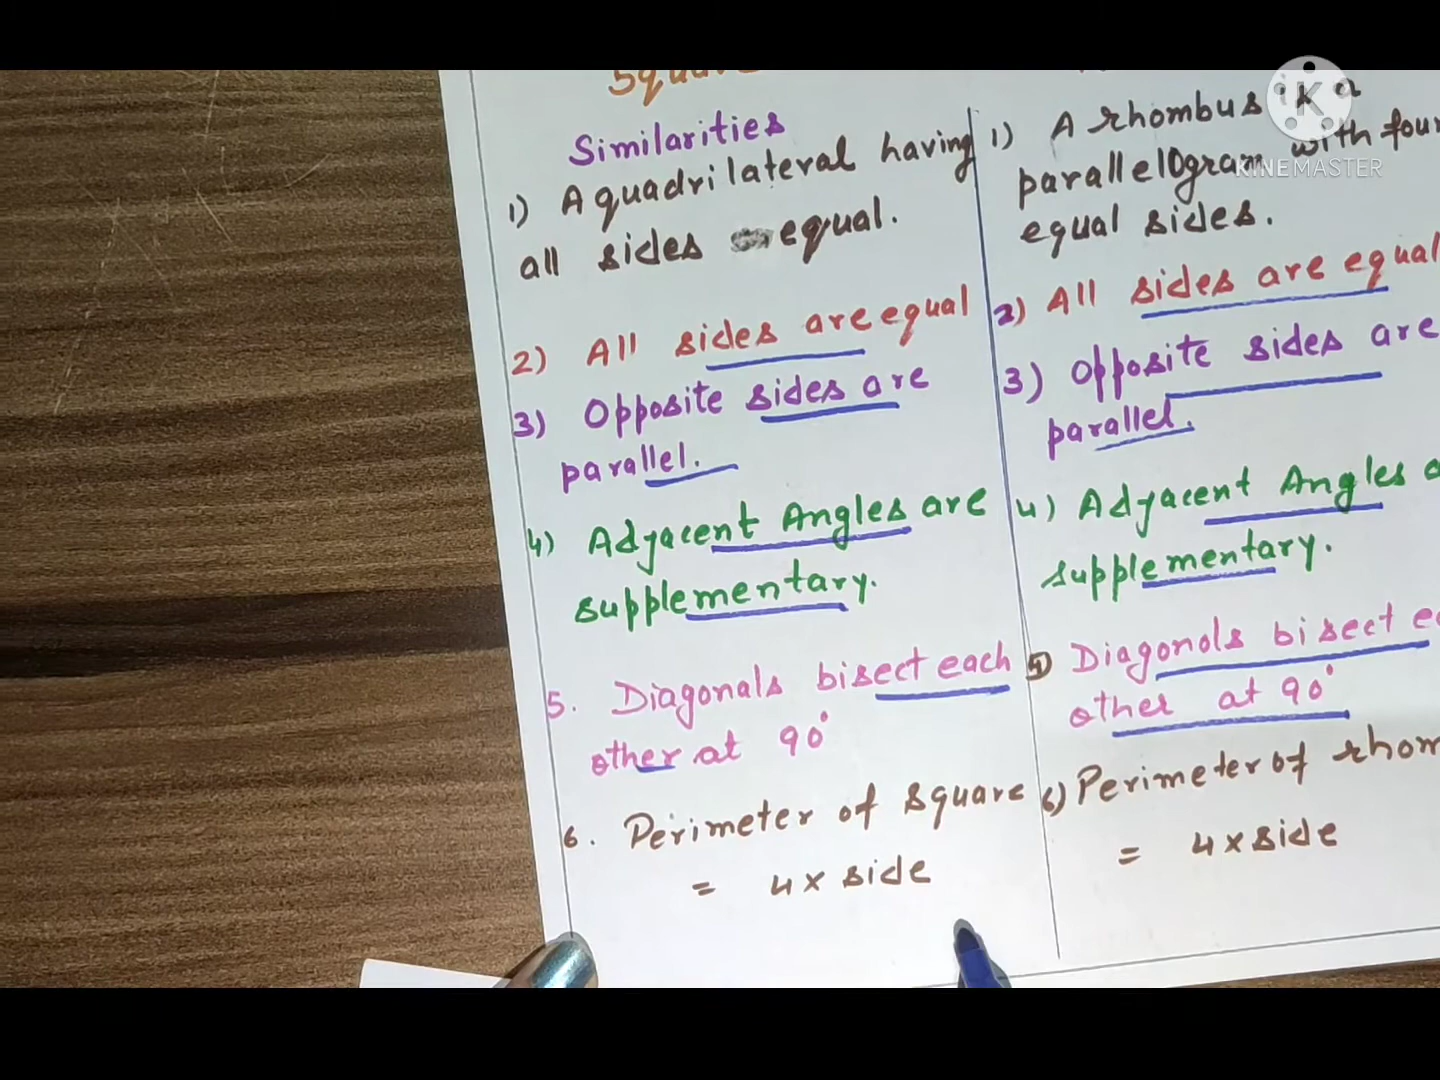 Square
Similarities
1) A quadrilateral having
all sides equal.
2) All sides are equal
3) Opposite sides are
parallel.
4) Adjacent Angles are
supplementary.
5. Diagonals bisect each
other at 90°
6. Perimeter of square
= 4 x side
1) A rhombus is a
parallelogram with four
equal sides.
2) All sides are equal
3) Opposite sides are
parallel.
4) Adjacent Angles
supplementary.
5) Diagonals bisect
other at 90°
6) Perimeter of rhom
= 4 x side
K
KINEMASTER